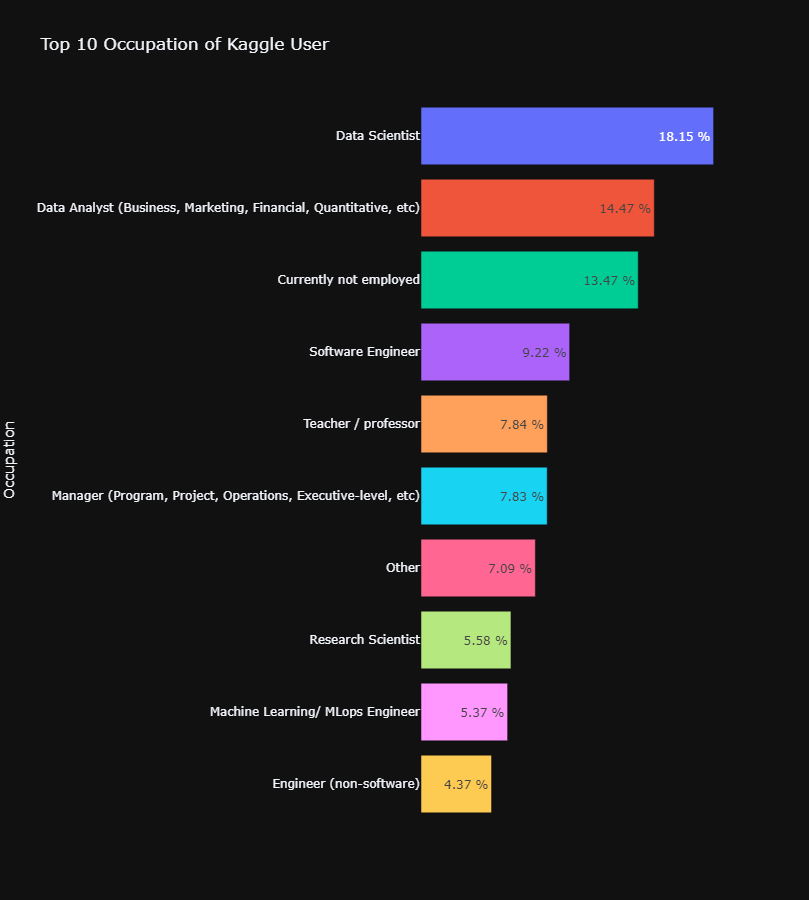 Top 10 Occupation of Kaggle User
Data Scientist 18.15 %
Data Analyst (Business, Marketing, Financial, Quantitative, etc) 14.47 %
Currently not employed 13.47 %
Software Engineer 9.22 %
Teacher / professor 7.84 %
Manager (Program, Project, Operations, Executive-level, etc) 7.83 %
Other 7.09 %
Research Scientist 5.58 %
Machine Learning/ MLops Engineer 5.37 %
Engineer (non-software) 4.37 %
Occupation